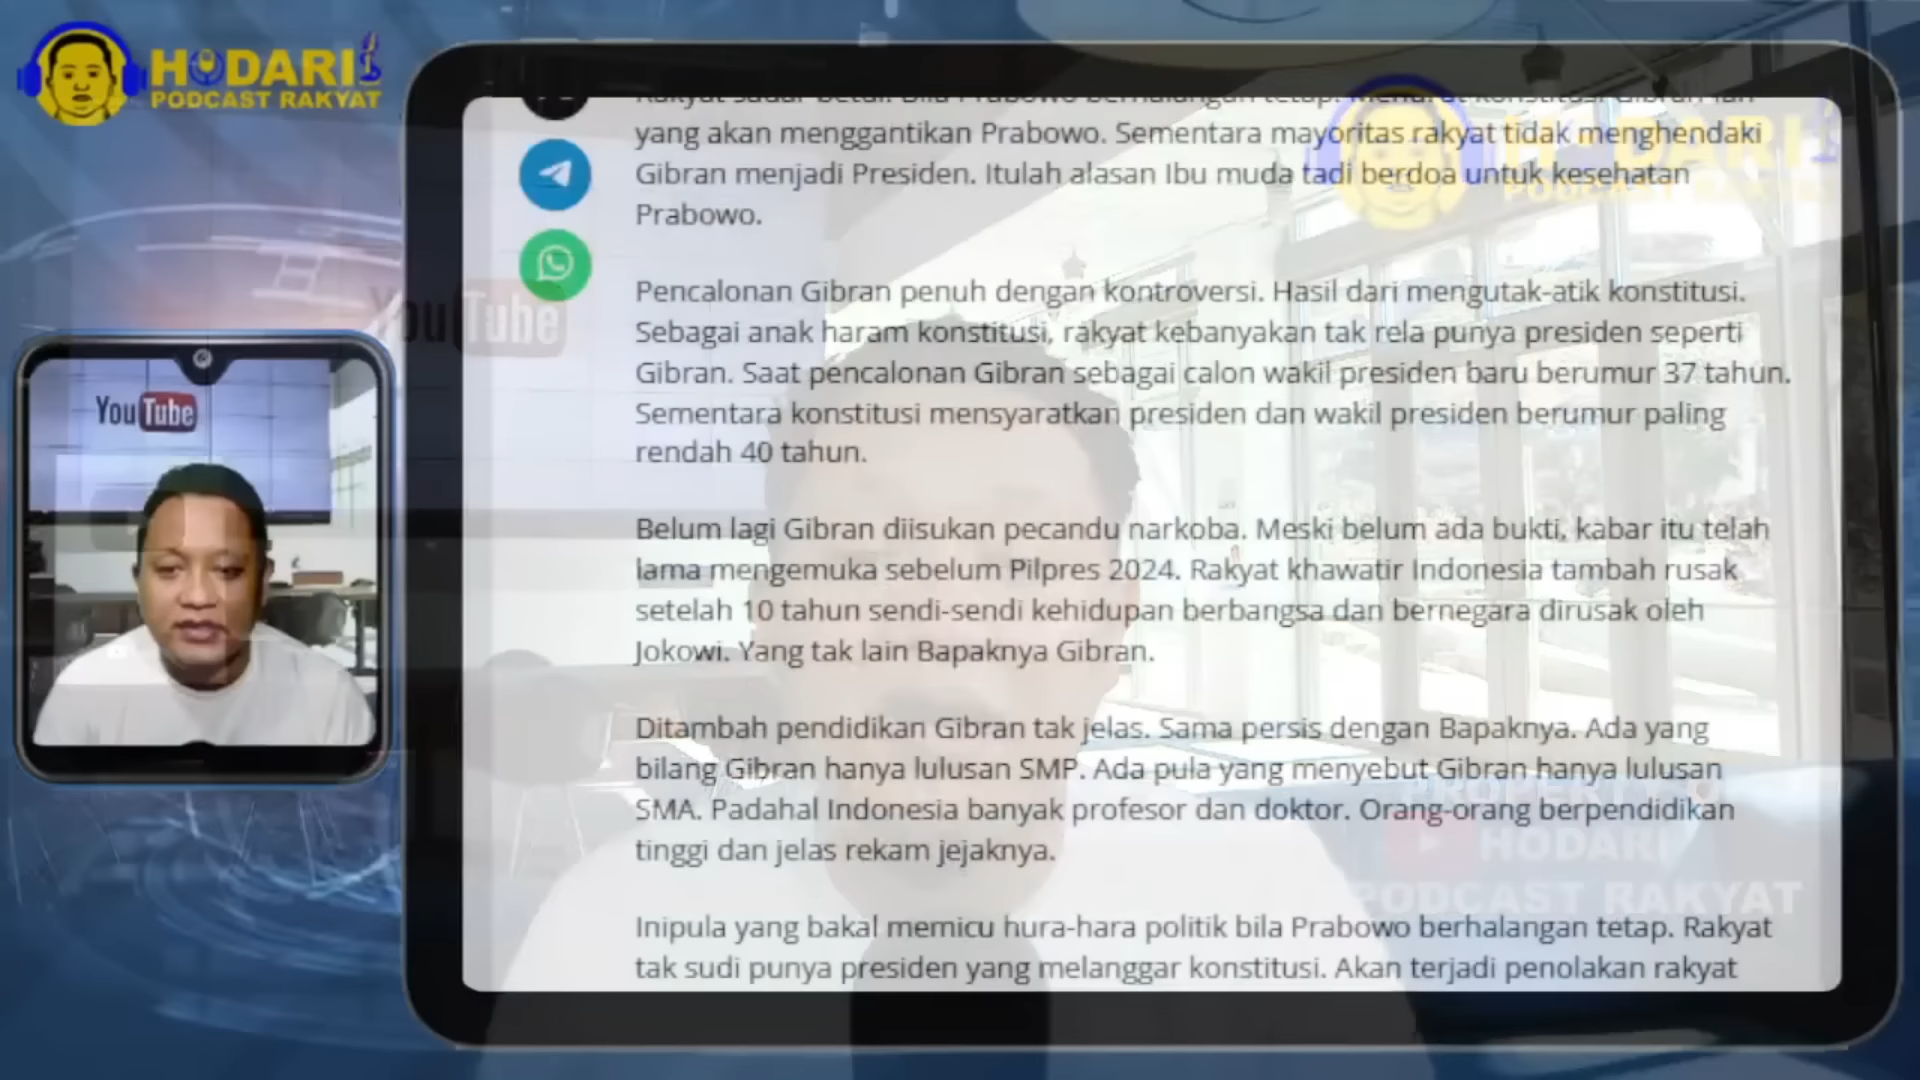 HODARI
PODCAST RAKYAT
yang akan menggantikan Prabowo. Sementara mayoritas rakyat tidak menghendaki
Gibran menjadi Presiden. Itulah alasan Ibu muda tadi berdoa untuk kesehatan
Prabowo.
Pencalonan Gibran penuh dengan kontroversi. Hasil dari mengutak-atik konstitusi.
Sebagai anak haram konstitusi, rakyat kebanyakan tak rela punya presiden seperti
Gibran. Saat pencalonan Gibran sebagai calon wakil presiden baru berumur 37 tahun.
Sementara konstitusi mensyaratkan presiden dan wakil presiden berumur paling
rendah 40 tahun.
Belum lagi Gibran diisukan pecandu narkoba. Meski belum ada bukti, kabar itu telah
lama mengemuka sebelum Pilpres 2024. Rakyat khawatir Indonesia tambah rusak
setelah 10 tahun sendi-sendi kehidupan berbangsa dan bernegara dirusak oleh
Jokowi. Yang tak lain Bapaknya Gibran.
Ditambah pendidikan Gibran tak jelas. Sama persis dengan Bapaknya. Ada yang
bilang Gibran hanya lulusan SMP. Ada pula yang menyebut Gibran hanya lulusan
SMA. Padahal Indonesia banyak profesor dan doktor. Orang-orang berpendidikan
tinggi dan jelas rekam jejaknya.
Inipula yang bakal memicu hura-hara politik bila Prabowo berhalangan tetap. Rakyat
tak sudi punya presiden yang melanggar konstitusi. Akan terjadi penolakan rakyat
YouTube
YouTube
HODARI
PODCAST RAKYAT
PROPERTY O
HODARI
PODCAST RAKYAT